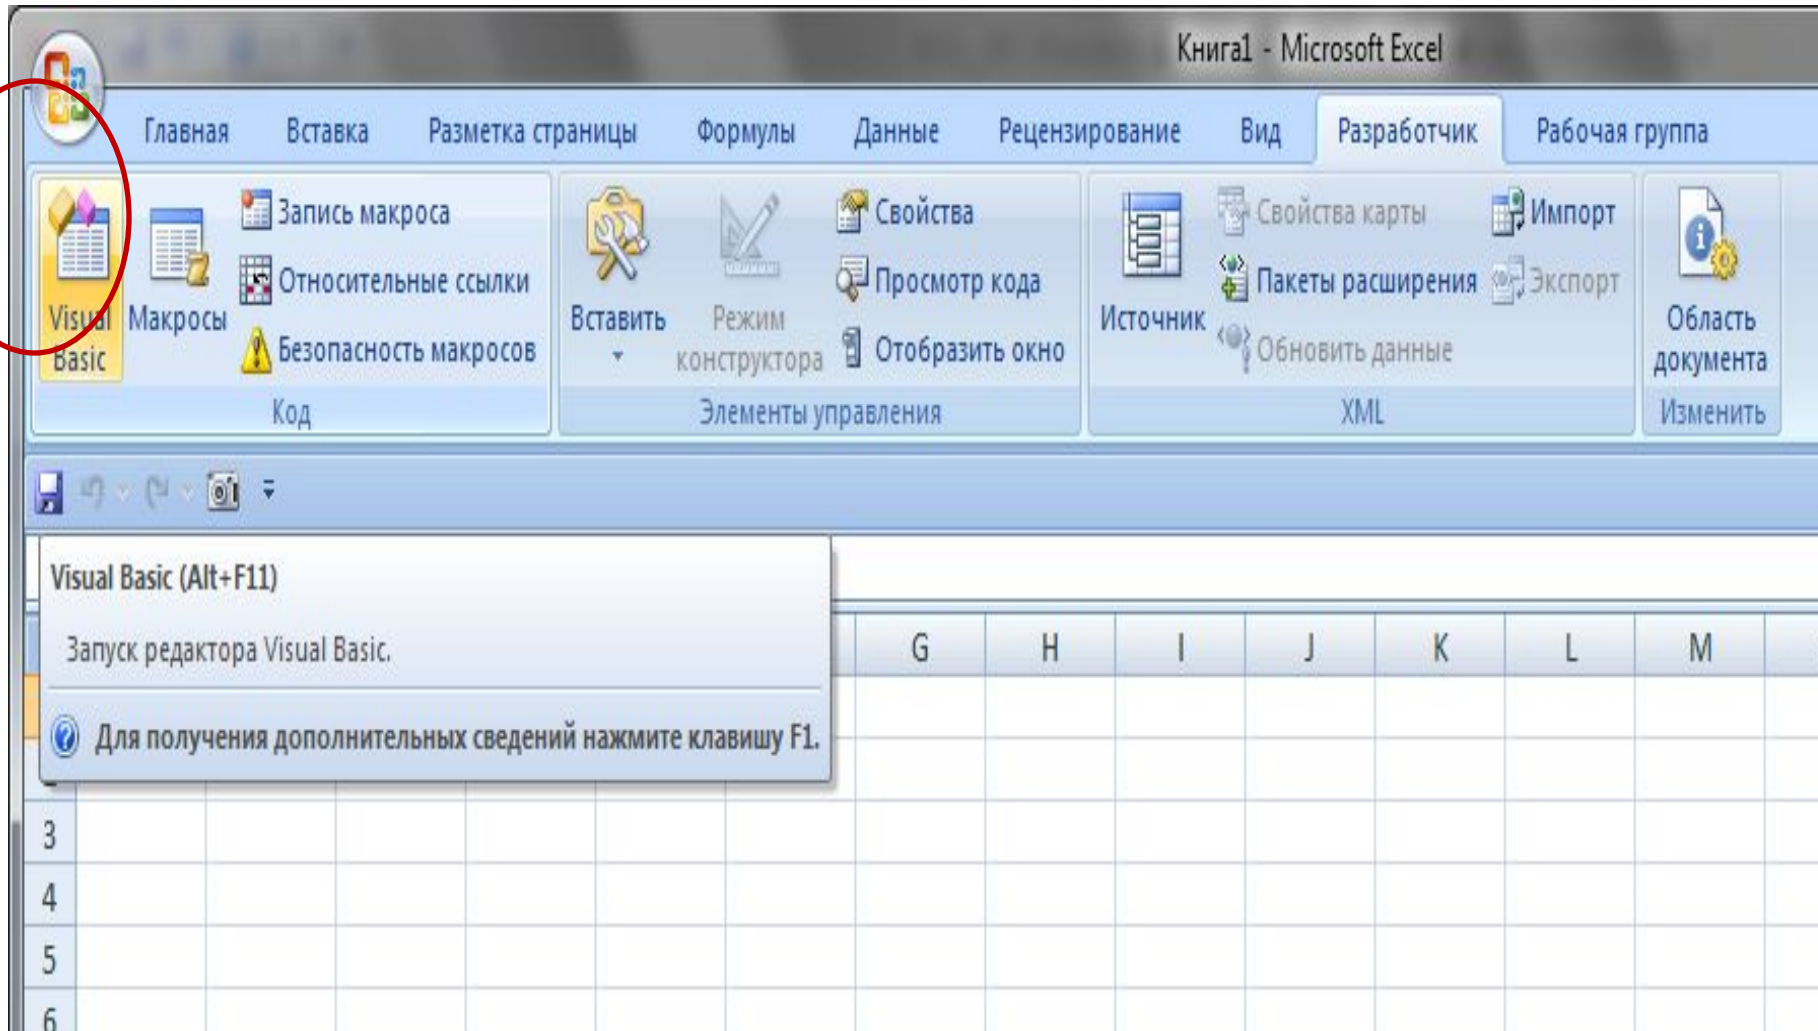 Книга1 - Microsoft Excel
Главная Вставка Разметка страницы Формулы Данные Рецензирование Вид Разработчик Рабочая группа
Visual
Basic
Макросы
Запись макроса
Относительные ссылки
Безопасность макросов
Код
Вставить
Режим
конструктора
Свойства
Просмотр кода
Отобразить окно
Элементы управления
Источник
Свойства карты
Пакеты расширения
Обновить данные
Импорт
Экспорт
XML
Область
документа
Изменить
Visual Basic (Alt+F11)
Запуск редактора Visual Basic.
Для получения дополнительных сведений нажмите клавишу F1.
G H I J K L M
3
4
5
6